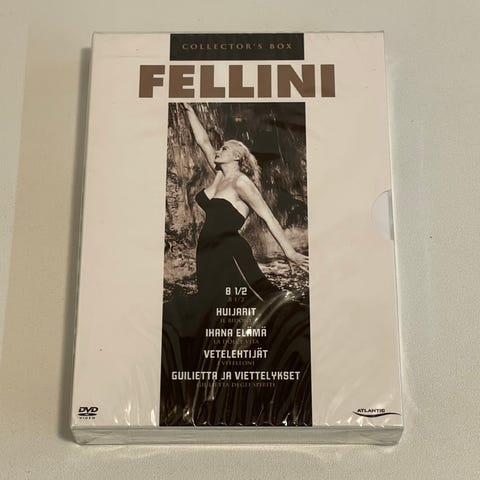 COLLECTOR'S BOX
FELLINI
8 1/2
8 1/2
HUIJARIT
IL BIDONE
IHANA ELÄMÄ
LA DOLCE VITA
VETELEHTIJÄT
I VITELLONI
GUILIETTA JA VIETTELYKSET
GIULIETTA DEGLI SPIRITI
DVD
VIDEO
ATLANTIC